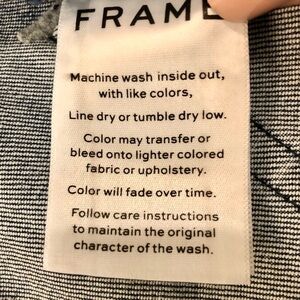 FRAME
Machine wash inside out,
with like colors,
Line dry or tumble dry low.
Color may transfer or
bleed onto lighter colored
fabric or upholstery.
Color will fade over time.
Follow care instructions
to maintain the original
character of the wash.